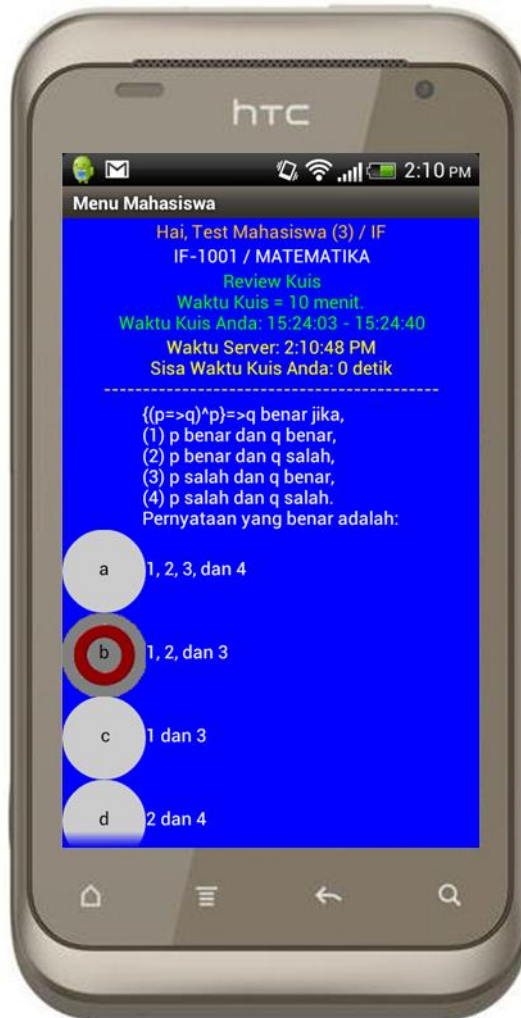 hTC
2:10 PM
Menu Mahasiswa
Hai, Test Mahasiswa (3) / IF
IF-1001 / MATEMATIKA
Review Kuis
Waktu Kuis = 10 menit.
Waktu Kuis Anda: 15:24:03 - 15:24:40
Waktu Server: 2:10:48 PM
Sisa Waktu Kuis Anda: 0 detik
------------------------------------------
{(p=>q)^p}=>q benar jika,
(1) p benar dan q benar,
(2) p benar dan q salah,
(3) p salah dan q benar,
(4) p salah dan q salah.
Pernyataan yang benar adalah:
a 1, 2, 3, dan 4
b 1, 2, dan 3
c 1 dan 3
d 2 dan 4